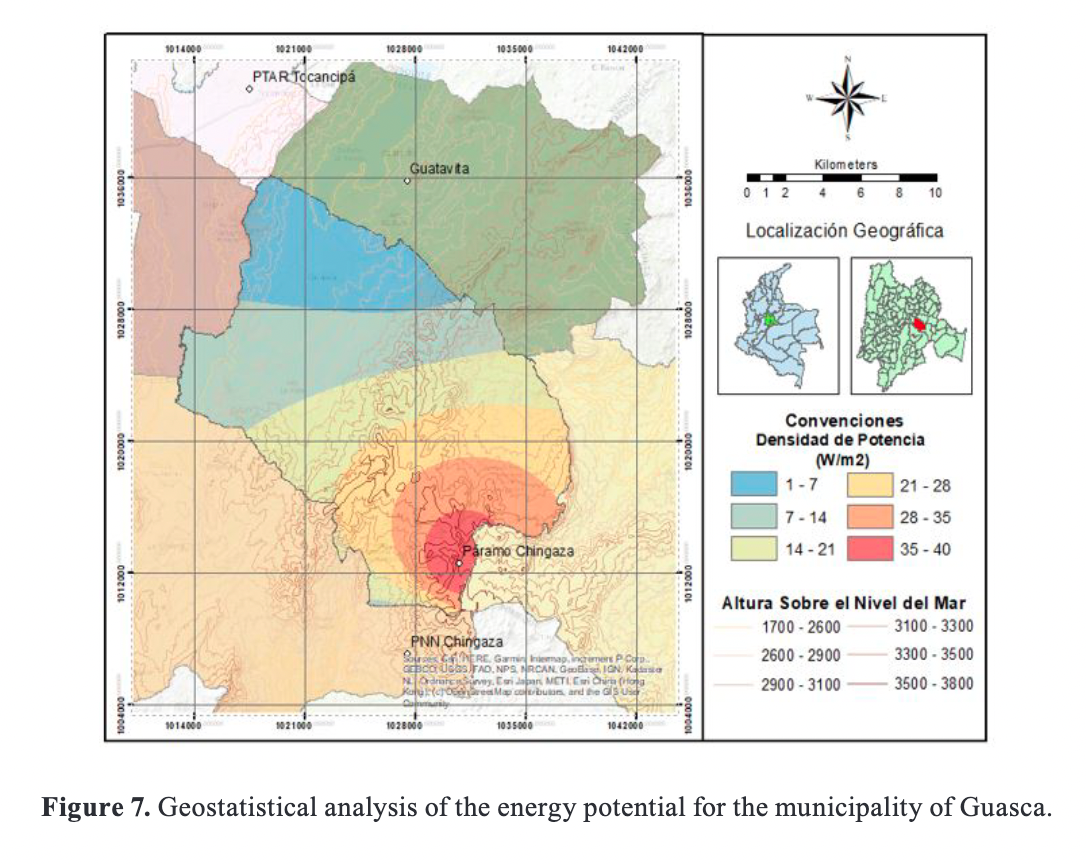 1014000 1021000 1028000 1035000 1042000
PTAR Tocancipá
Guatavita
1036000 1036000
1028000 1028000
1020000 1020000
Páramo Chingaza
1012000 1012000
PNN Chingaza
Sources: Esri, HERE, Garmin, Intermap, increment P Corp.,
GEBCO, USGS, FAO, NPS, NRCAN, GeoBase, IGN, Kadaster
NL, Ordnance Survey, Esri Japan, METI, Esri China (Hong
Kong), (c) OpenStreetMap contributors, and the GIS User
Community
1004000 1004000
1014000 1021000 1028000 1035000 1042000
N
W E
S
Kilometers
0 1 2 4 6 8 10
Localización Geográfica
Convenciones
Densidad de Potencia
(W/m2)
1 - 7 21 - 28
7 - 14 28 - 35
14 - 21 35 - 40
Altura Sobre el Nivel del Mar
1700 - 2600 3100 - 3300
2600 - 2900 3300 - 3500
2900 - 3100 3500 - 3800
Figure 7. Geostatistical analysis of the energy potential for the municipality of Guasca.